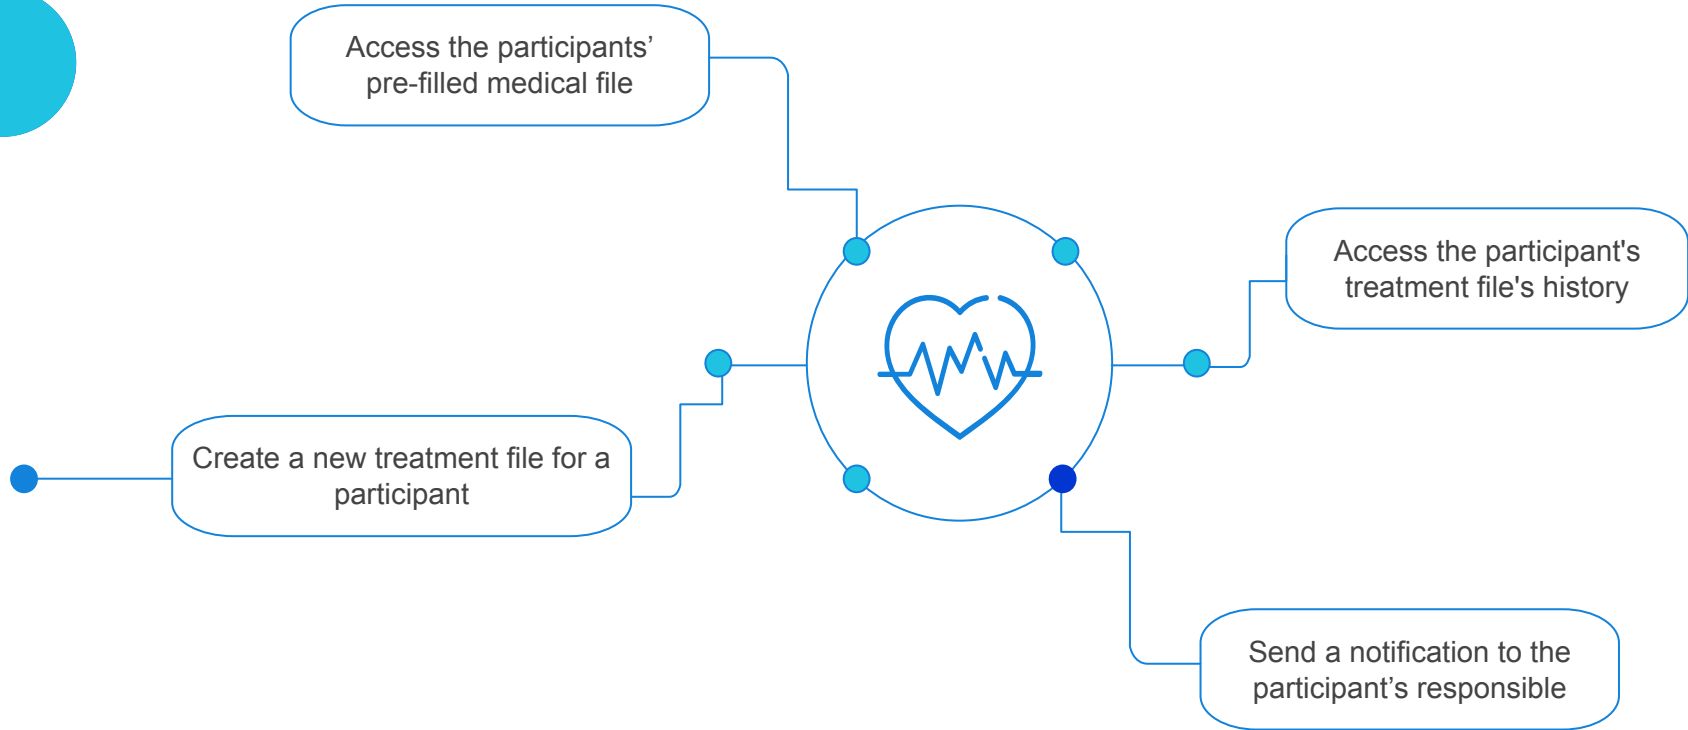 Access the participants’
pre-filled medical file
Access the participant's
treatment file's history
Create a new treatment file for a
participant
Send a notification to the
participant’s responsible